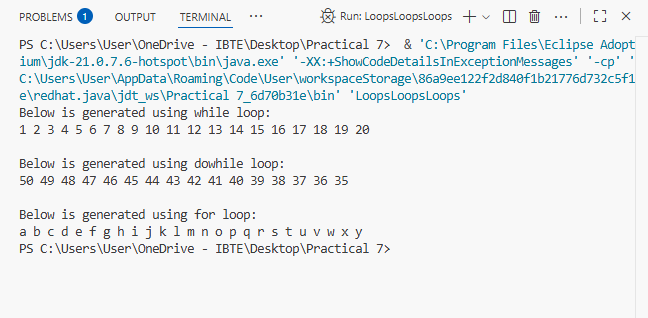 PROBLEMS 1 OUTPUT TERMINAL ··· Run: LoopsLoopsLoops
PS C:\Users\User\OneDrive - IBTE\Desktop\Practical 7>  & 'C:\Program Files\Eclipse Adopt
ium\jdk-21.0.7.6-hotspot\bin\java.exe' '-XX:+ShowCodeDetailsInExceptionMessages' '-cp' '
C:\Users\User\AppData\Roaming\Code\User\workspaceStorage\86a9ee122f2d840f1b21776d732c5f1
e\redhat.java\jdt_ws\Practical 7_6d70b31e\bin' 'LoopsLoopsLoops'
Below is generated using while loop:
1 2 3 4 5 6 7 8 9 10 11 12 13 14 15 16 17 18 19 20
Below is generated using dowhile loop:
50 49 48 47 46 45 44 43 42 41 40 39 38 37 36 35
Below is generated using for loop:
a b c d e f g h i j k l m n o p q r s t u v w x y
PS C:\Users\User\OneDrive - IBTE\Desktop\Practical 7>